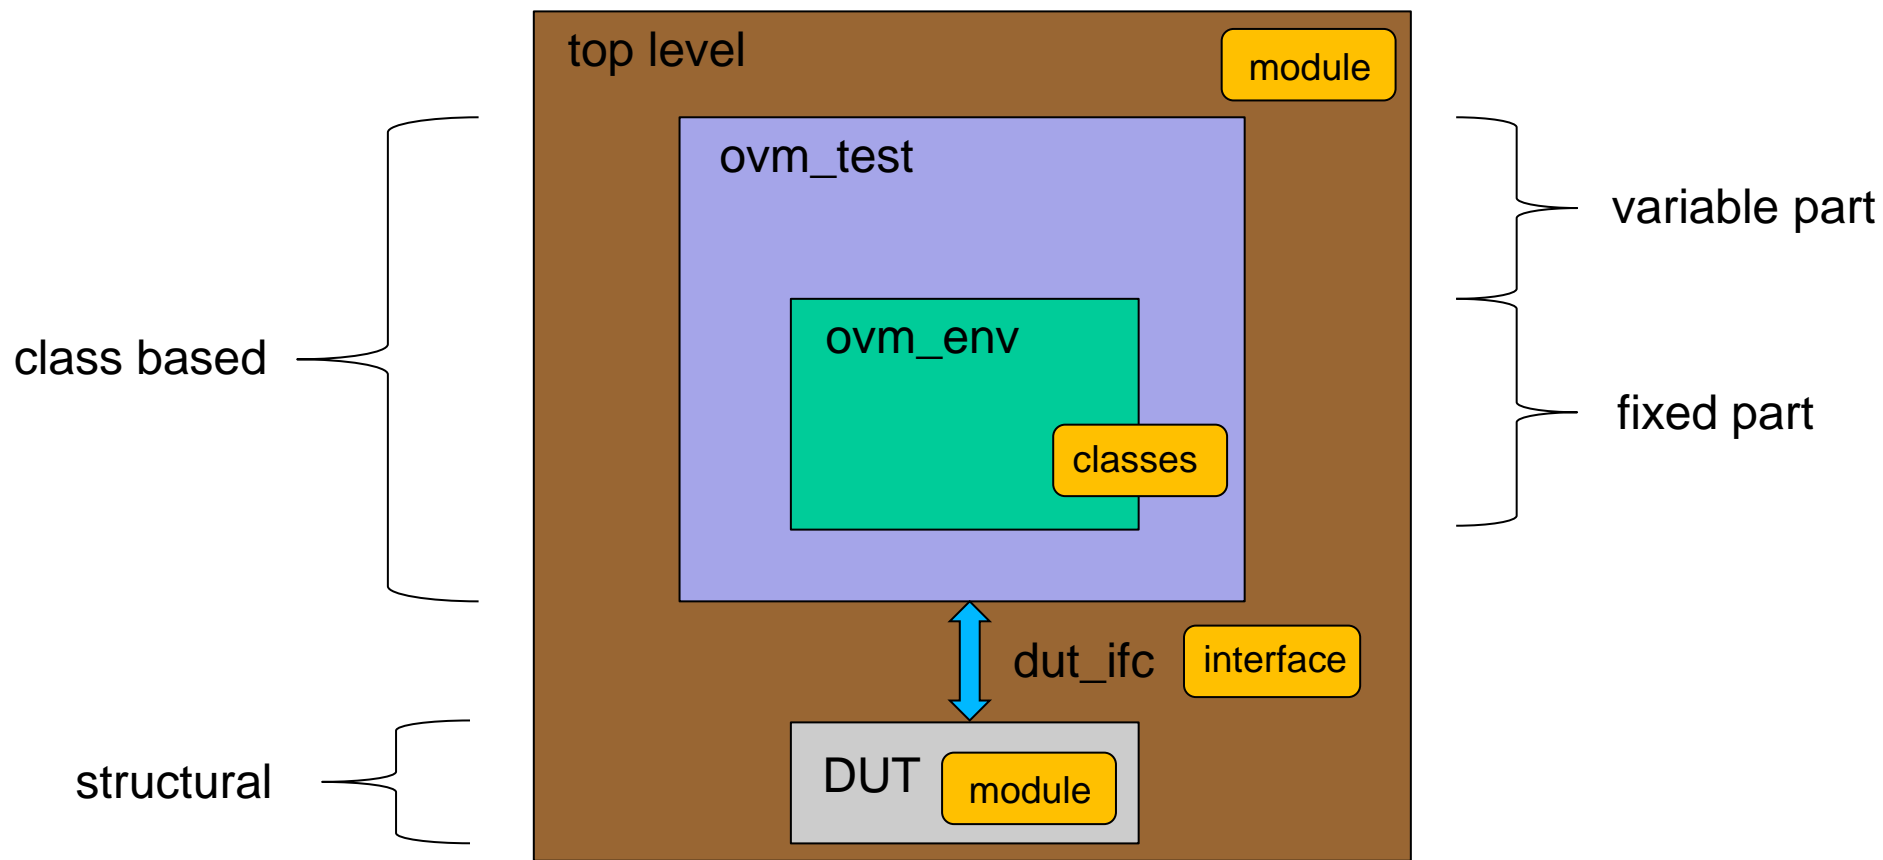 top level
module
ovm_test
variable part
ovm_env
class based
fixed part
classes
dut_ifc
interface
structural
DUT
module